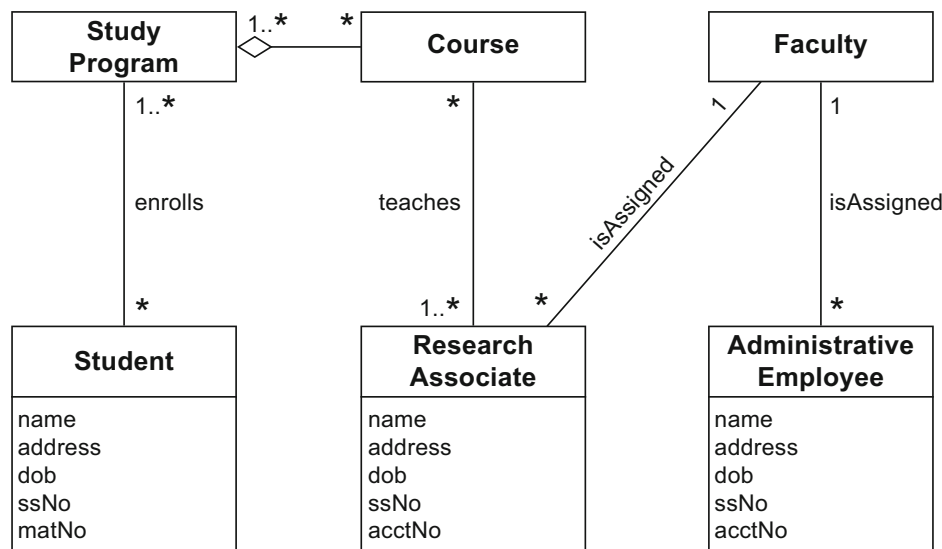 Study
Program
1..*
*
Course
Faculty
1..*
*
1
1
enrolls
teaches
isAssigned
isAssigned
*
1..*
*
*
Student
Research
Associate
Administrative
Employee
name
address
dob
ssNo
matNo
name
address
dob
ssNo
acctNo
name
address
dob
ssNo
acctNo